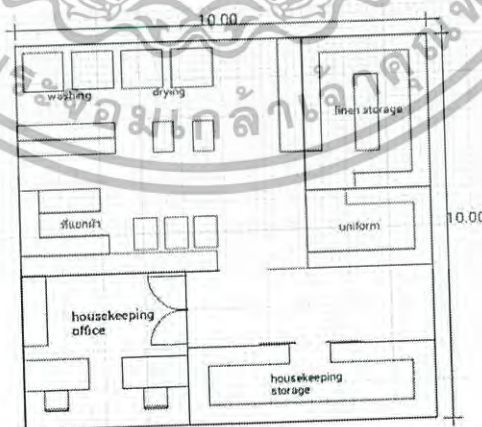 10.00
washing
drying
linen storage
ที่แยกผ้า
uniform
10.00
housekeeping
office
housekeeping
storage